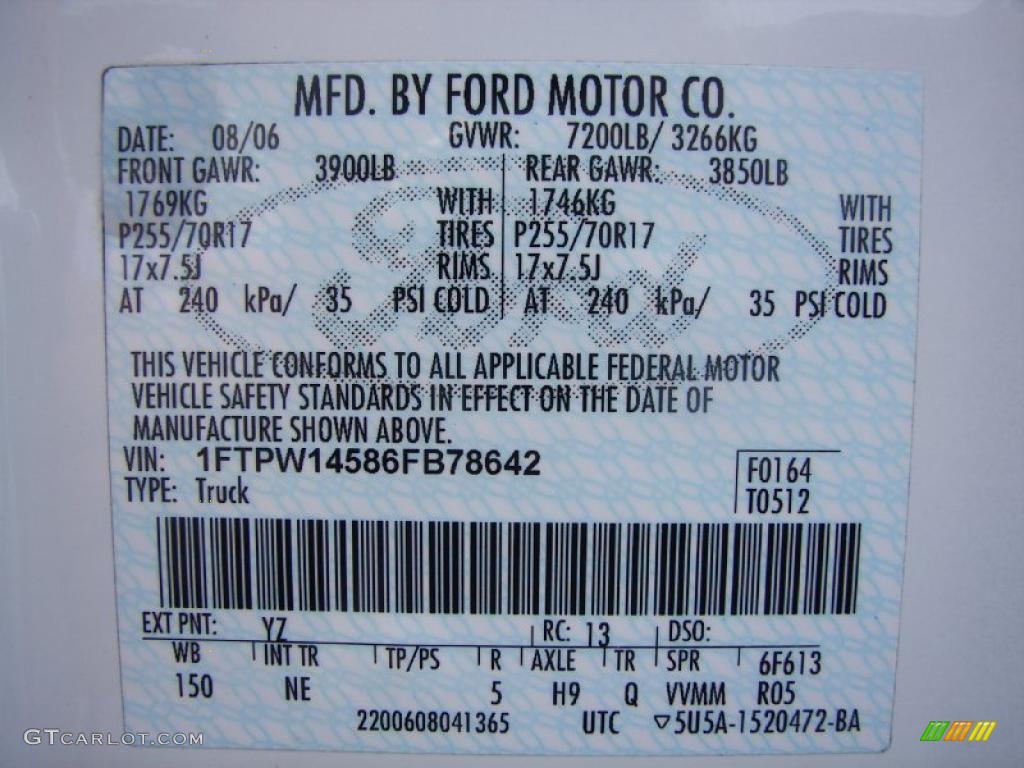 MFD. BY FORD MOTOR CO.
DATE: 08/06 GVWR: 7200LB/ 3266KG
FRONT GAWR: 3900LB REAR GAWR: 3850LB
1769KG WITH 1746KG WITH
P255/70R17 TIRES P255/70R17 TIRES
17x7.5J RIMS 17x7.5J RIMS
AT 240 kPa/ 35 PSI COLD AT 240 kPa/ 35 PSI COLD
Ford
THIS VEHICLE CONFORMS TO ALL APPLICABLE FEDERAL MOTOR
VEHICLE SAFETY STANDARDS IN EFFECT ON THE DATE OF
MANUFACTURE SHOWN ABOVE.
VIN: 1FTPW14586FB78642
F0164
TYPE: Truck T0512
EXT PNT: YZ RC: 13 DSO:
WB INT TR TP/PS R AXLE TR SPR 6F613
150 NE 5 H9 Q VVMM R05
2200608041365 UTC ▽5U5A-1520472-BA
GTCARLOT.COM